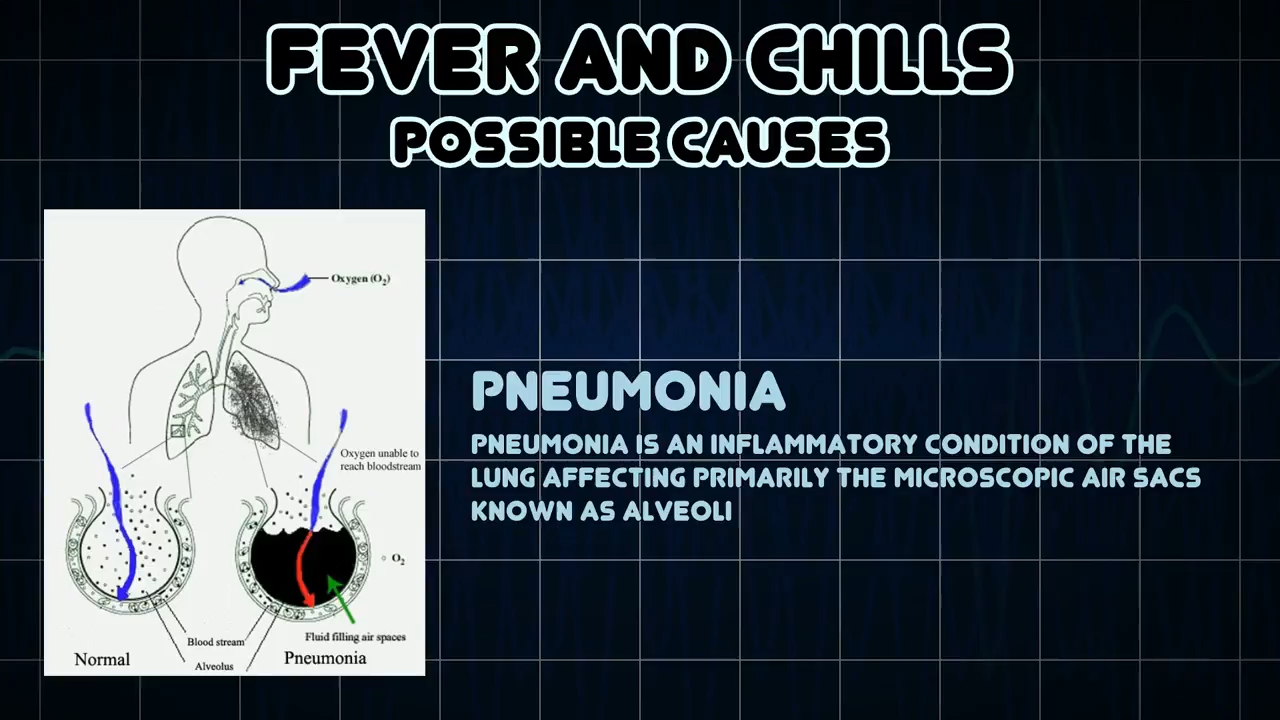 FEVER AND CHILLS
POSSIBLE CAUSES
Oxygen (O₂)
Oxygen unable to
reach bloodstream
O₂
Blood stream
Fluid filling air spaces
Normal
Alveolus
Pneumonia
PNEUMONIA
PNEUMONIA IS AN INFLAMMATORY CONDITION OF THE
LUNG AFFECTING PRIMARILY THE MICROSCOPIC AIR SACS
KNOWN AS ALVEOLI